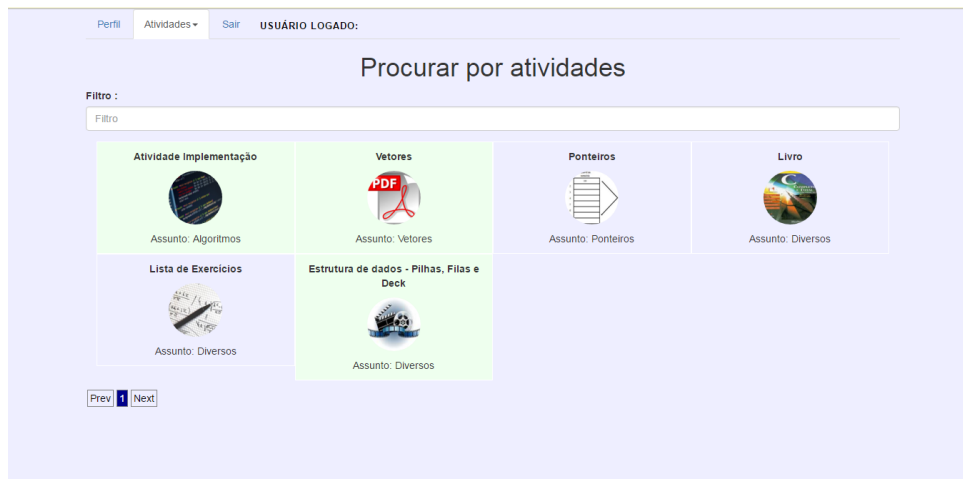 Perfil Atividades Sair USUÁRIO LOGADO:
Procurar por atividades
Filtro :
Filtro
Atividade Implementação
Assunto: Algoritmos
Vetores
PDF
Assunto: Vetores
Ponteiros
Assunto: Ponteiros
Livro
Assunto: Diversos
Lista de Exercícios
Assunto: Diversos
Estrutura de dados - Pilhas, Filas e
Deck
Assunto: Diversos
Prev 1 Next